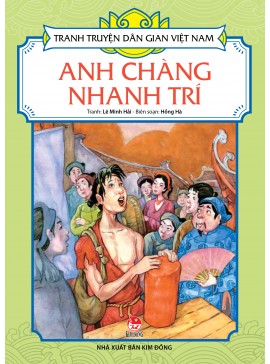 TRANH TRUYỆN DÂN GIAN VIỆT NAM
ANH CHÀNG
NHANH TRÍ
Tranh: Lê Minh Hải - Biên soạn: Hồng Hà
NHÀ XUẤT BẢN KIM ĐỒNG